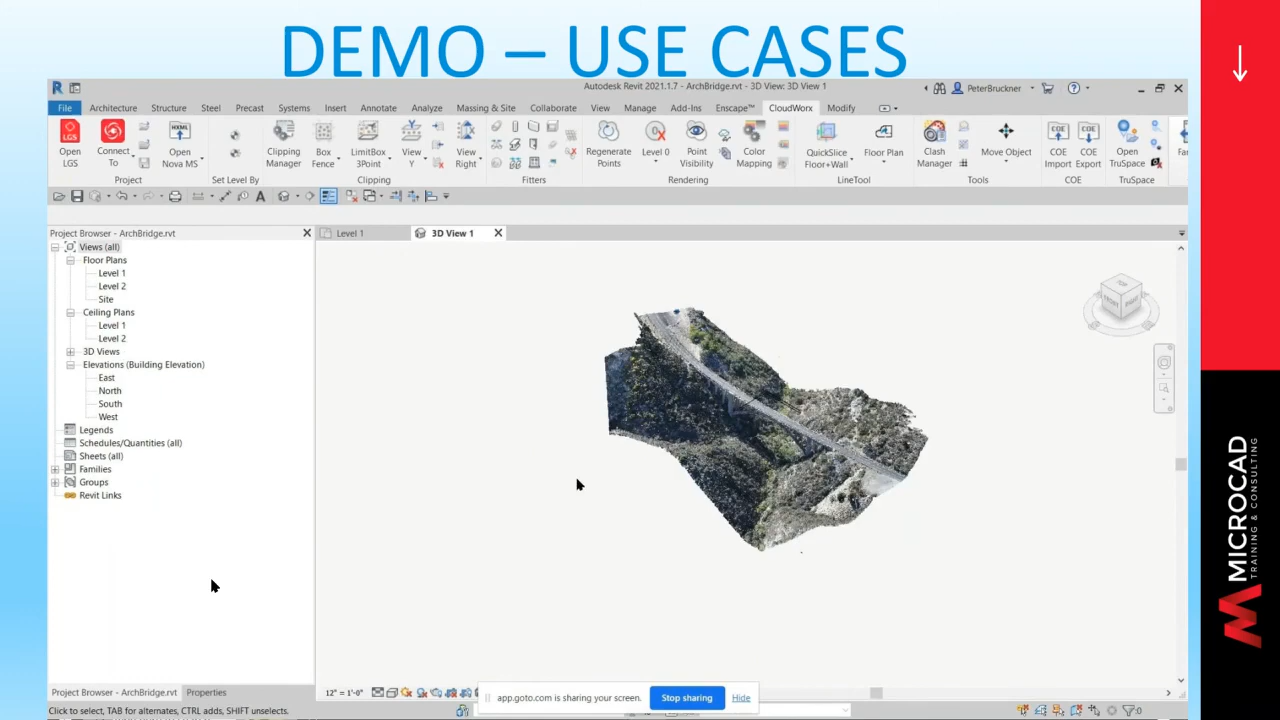 DEMO – USE CASES
Autodesk Revit 2021.1.7 - ArchBridge.rvt - 3D View: 3D View 1
PeterBruckner
File Architecture Structure Steel Precast Systems Insert Annotate Analyze Massing & Site Collaborate View Manage Add-Ins Enscape™ CloudWorx Modify
Open LGS
Connect To
Open Nova MS
Clipping Manager
Box Fence
LimitBox 3Point
View Y
View Right
Regenerate Points
Level 0
Point Visibility
Color Mapping
QuickSlice Floor+Wall
Floor Plan
Clash Manager
Move Object
COE Import
COE Export
Open TruSpace
Project Set Level By Clipping Fitters Rendering LineTool Tools COE TruSpace
Project Browser - ArchBridge.rvt
Level 1
3D View 1
Views (all)
Floor Plans
Level 1
Level 2
Site
Ceiling Plans
Level 1
Level 2
3D Views
Elevations (Building Elevation)
East
North
South
West
Legends
Schedules/Quantities (all)
Sheets (all)
Families
Groups
Revit Links
Project Browser - ArchBridge.rvt Properties
12" = 1'-0"
app.goto.com is sharing your screen. Stop sharing Hide
Click to select, TAB for alternates, CTRL adds, SHIFT unselects.
:0
MICROCAD
TRAINING & CONSULTING